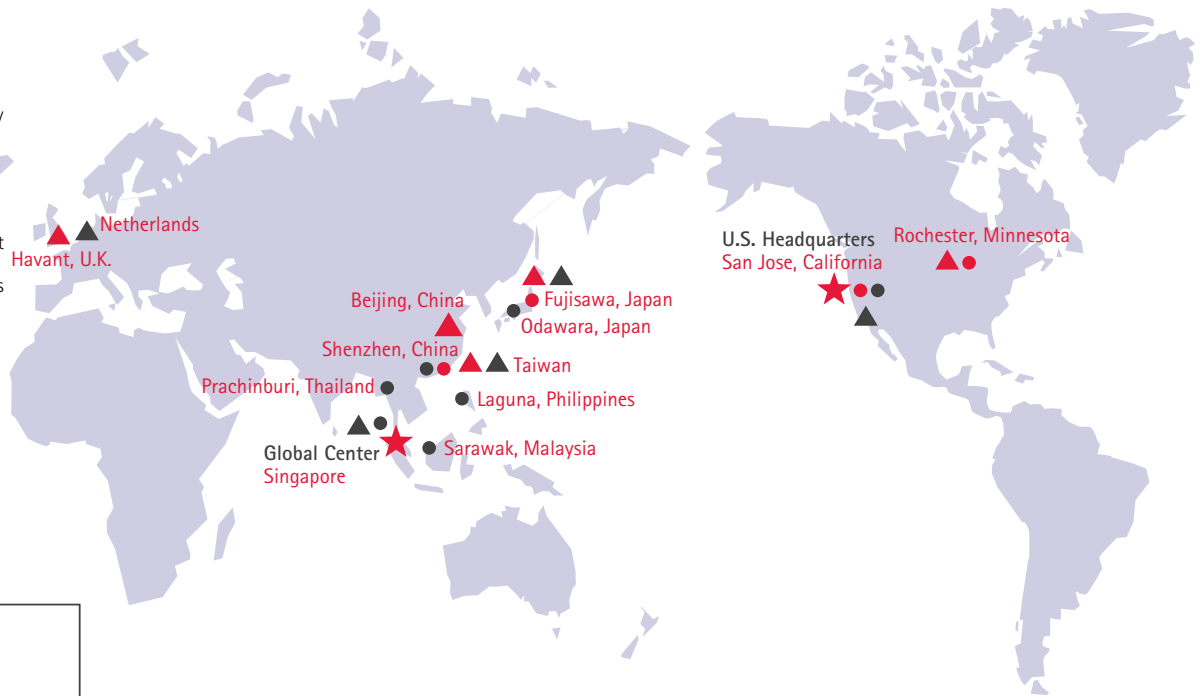 Netherlands
Havant, U.K.
Beijing, China
Fujisawa, Japan
Odawara, Japan
Shenzhen, China
Taiwan
Prachinburi, Thailand
Laguna, Philippines
Global Center
Singapore
Sarawak, Malaysia
U.S. Headquarters
San Jose, California
Rochester, Minnesota